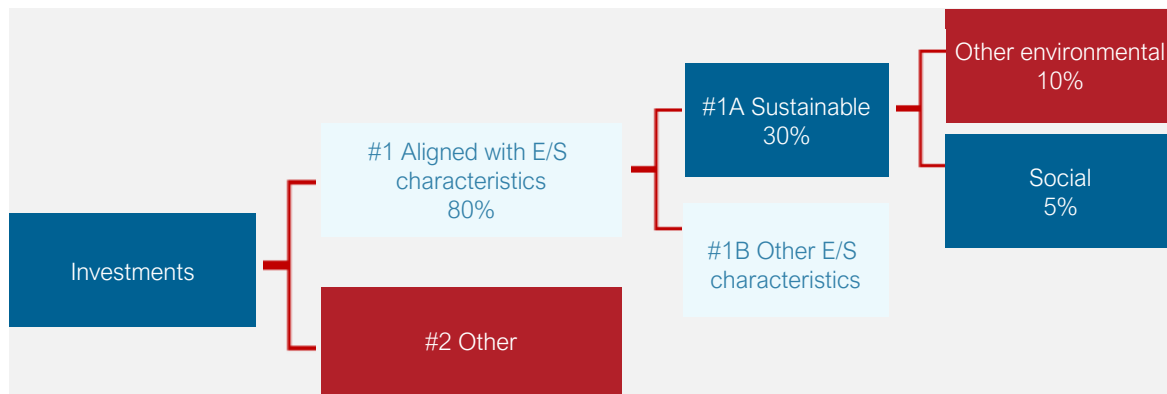 Investments
#1 Aligned with E/S
characteristics
80%
#2 Other
#1A Sustainable
30%
#1B Other E/S
characteristics
Other environmental
10%
Social
5%